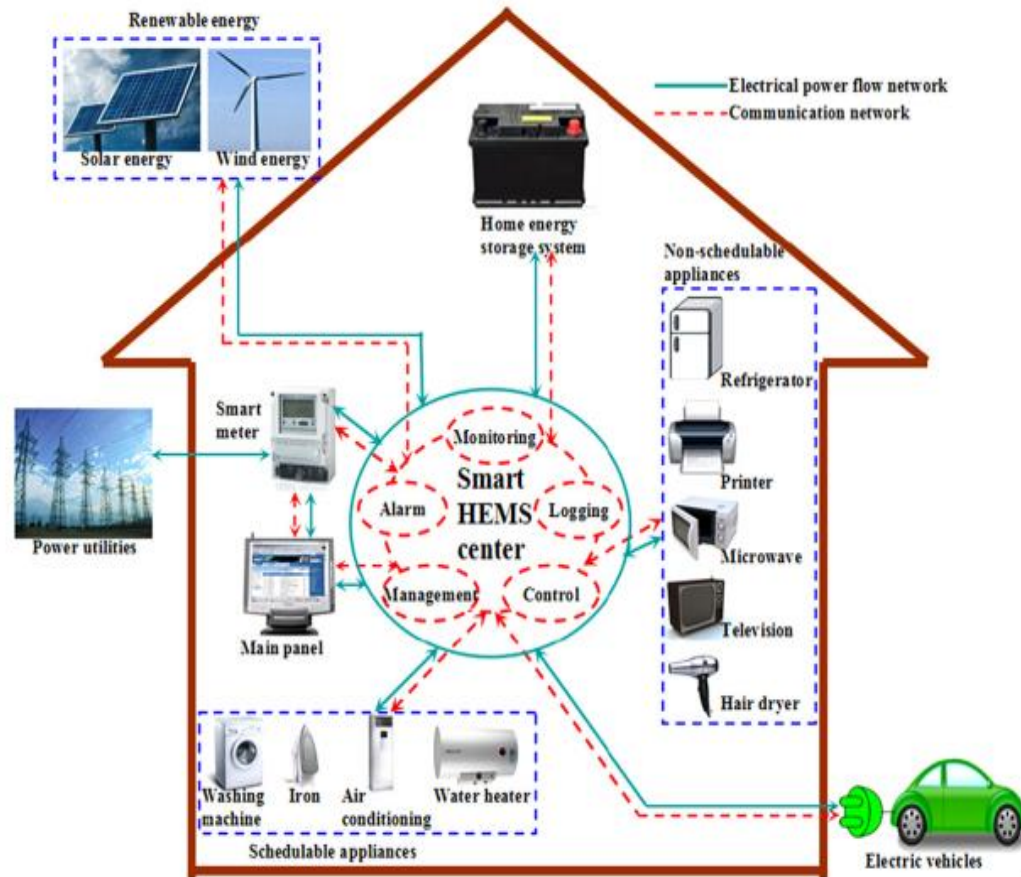 Renewable energy
Solar energy
Wind energy
Electrical power flow network
Communication network
Home energy
storage system
Non-schedulable
appliances
Refrigerator
Printer
Microwave
Television
Hair dryer
Smart
meter
Power utilities
Main panel
Monitoring
Alarm
Smart
HEMS
center
Logging
Management
Control
Washing
machine
Iron
Air
conditioning
Water heater
Schedulable appliances
Electric vehicles